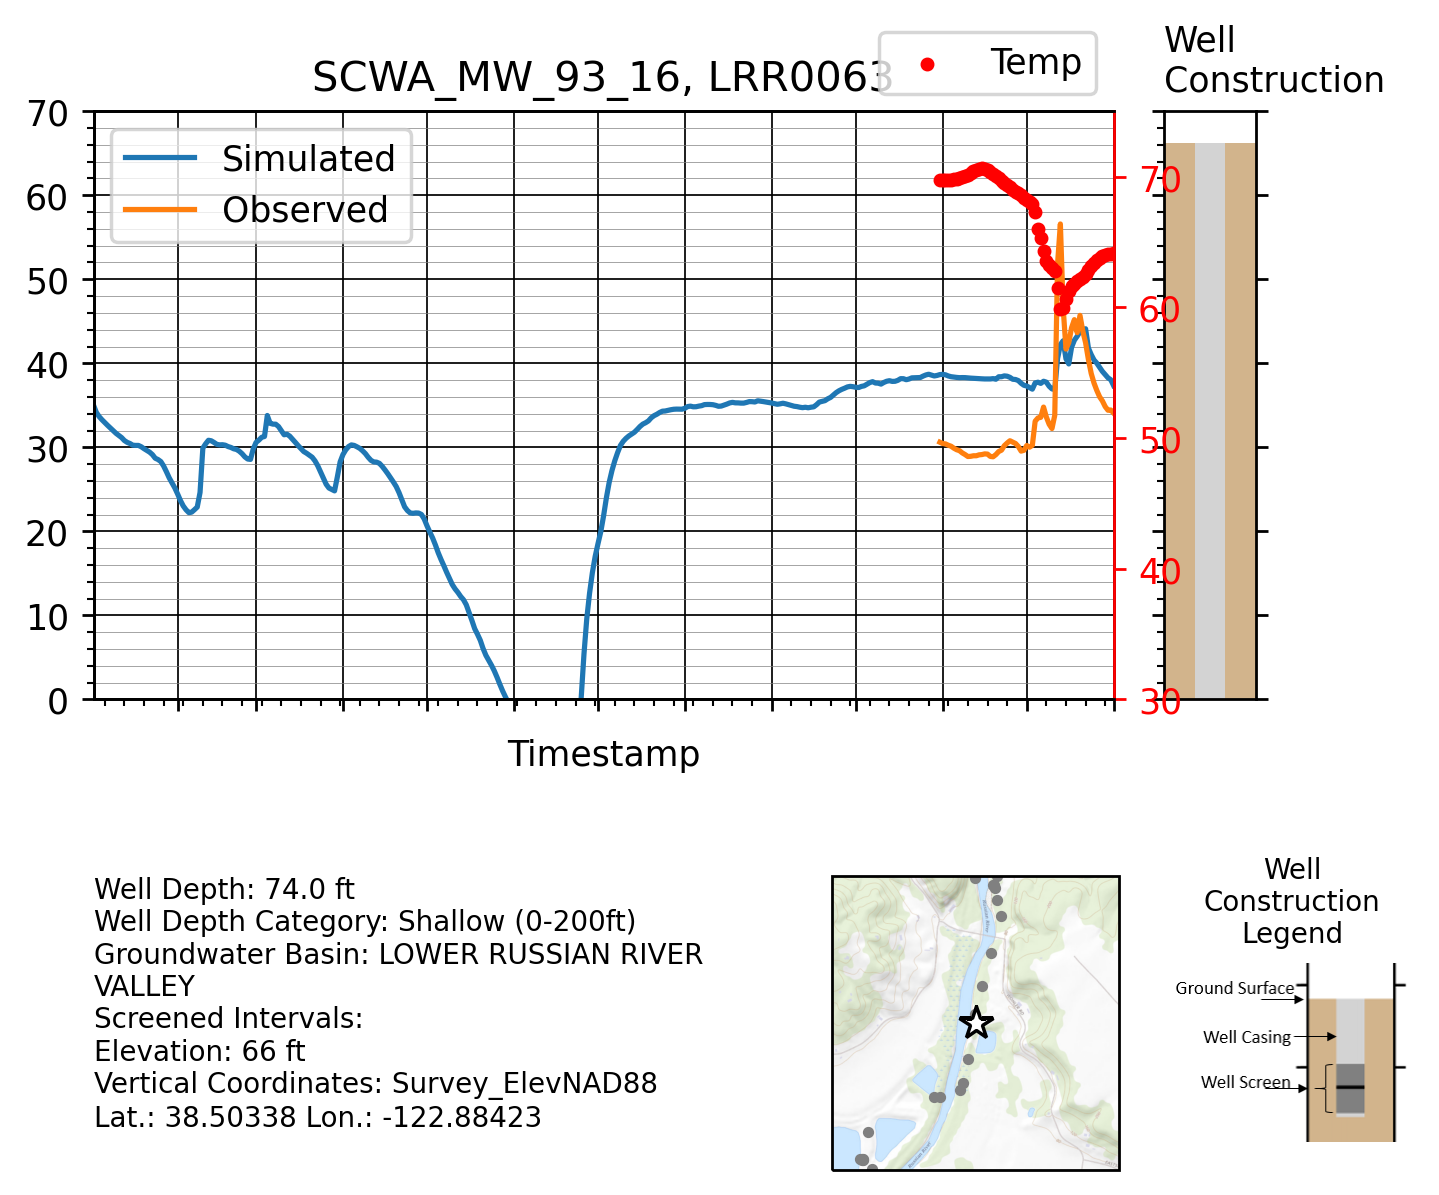 SCWA_MW_93_16, LRR0063
Temp
Well
Construction
Simulated
Observed
70
60
50
40
30
20
10
0
70
60
50
40
30
Timestamp
Well Depth: 74.0 ft
Well Depth Category: Shallow (0-200ft)
Groundwater Basin: LOWER RUSSIAN RIVER
VALLEY
Screened Intervals:
Elevation: 66 ft
Vertical Coordinates: Survey_ElevNAD88
Lat.: 38.50338 Lon.: -122.88423
Well
Construction
Legend
Ground Surface
Well Casing
Well Screen